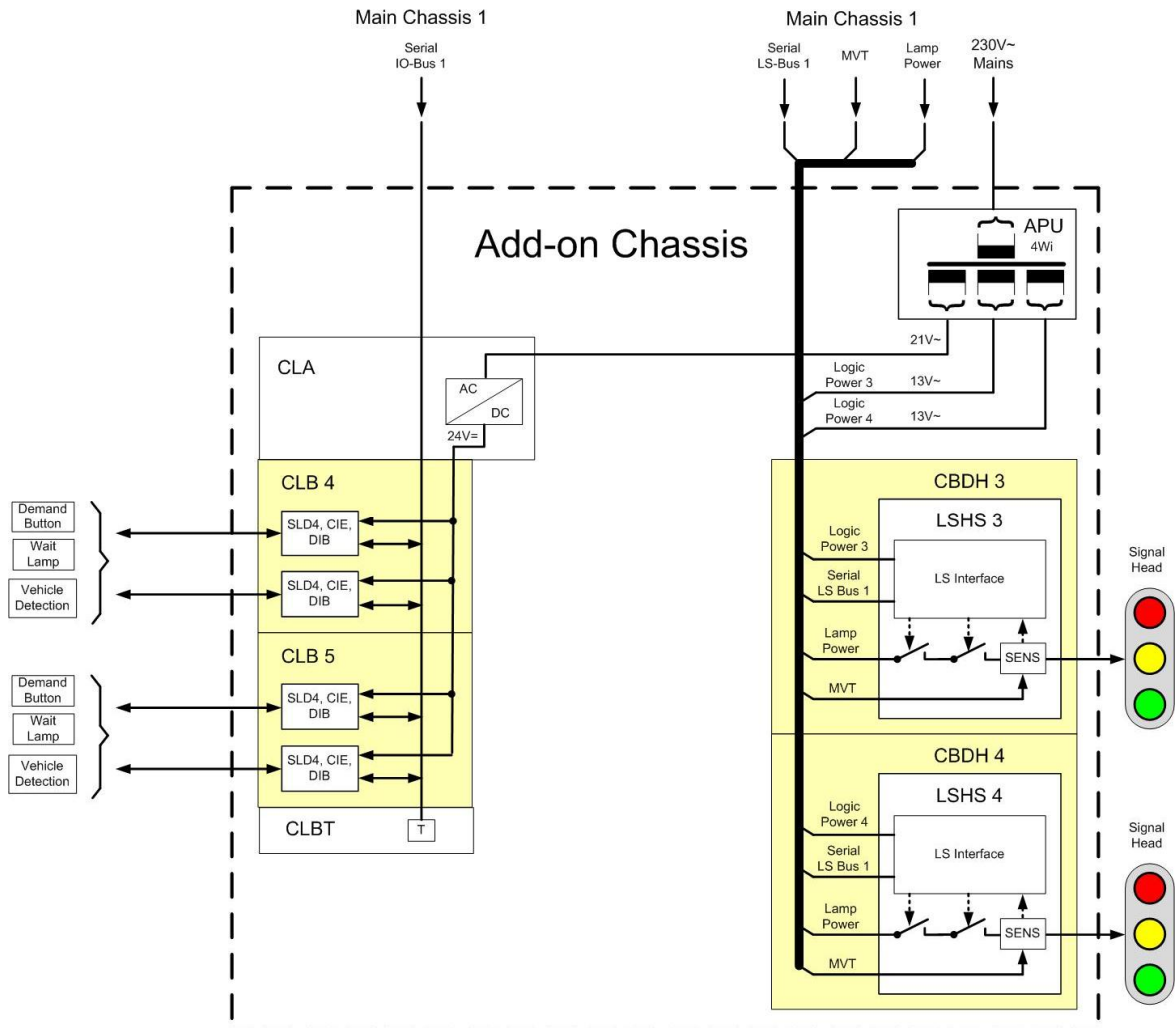 Main Chassis 1
Main Chassis 1
Serial
IO-Bus 1
Serial
LS-Bus 1
MVT
Lamp
Power
230V~
Mains
Add-on Chassis
APU
4Wi
21V~
Logic
Power 3
13V~
Logic
Power 4
13V~
CLA
AC
DC
24V=
CLB 4
Demand
Button
Wait
Lamp
Vehicle
Detection
SLD4, CIE,
DIB
SLD4, CIE,
DIB
CLB 5
Demand
Button
Wait
Lamp
Vehicle
Detection
SLD4, CIE,
DIB
SLD4, CIE,
DIB
CLBT
T
CBDH 3
LSHS 3
Logic
Power 3
Serial
LS Bus 1
LS Interface
Lamp
Power
SENS
MVT
Signal
Head
CBDH 4
LSHS 4
Logic
Power 4
Serial
LS Bus 1
LS Interface
Lamp
Power
SENS
MVT
Signal
Head